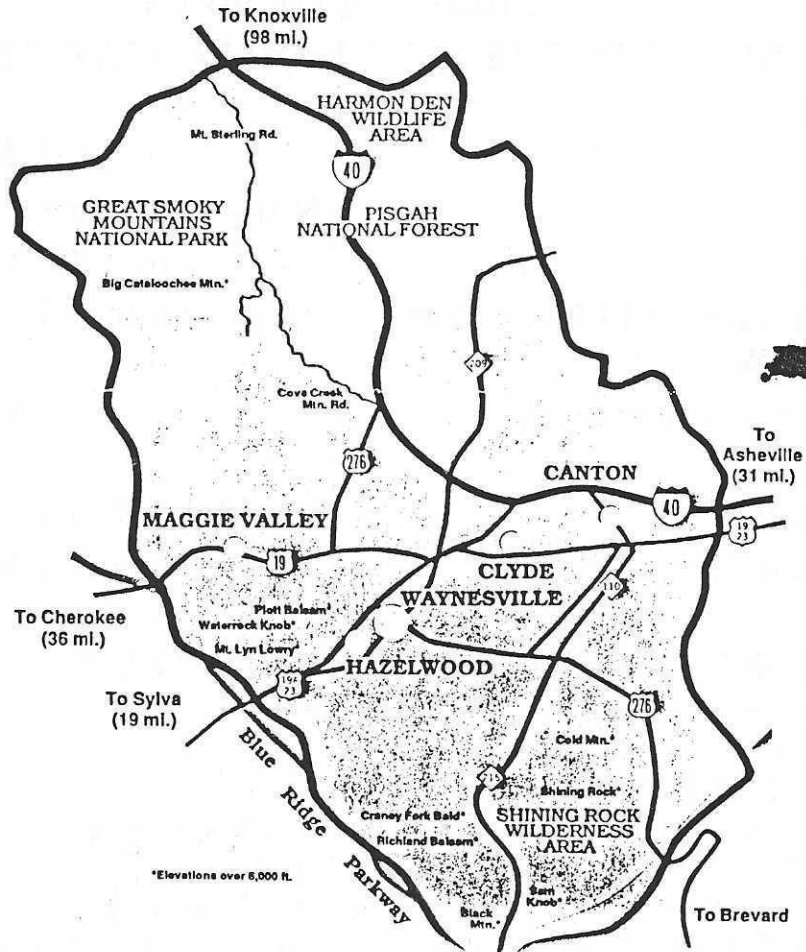 To Knoxville
(98 mi.)
HARMON DEN
WILDLIFE
AREA
Mt. Sterling Rd.
40
GREAT SMOKY
MOUNTAINS
NATIONAL PARK
PISGAH
NATIONAL FOREST
Big Cataloochee Mtn.*
209
Cove Creek
Mtn. Rd.
To
Asheville
(31 mi.)
276
CANTON
40
MAGGIE VALLEY
19
23
19
CLYDE
To Cherokee
(36 mi.)
Plott Balsam*
WAYNESVILLE
110
Waterrock Knob*
Mt. Lyn Lowry*
HAZELWOOD
19A
23
To Sylva
(19 mi.)
276
Cold Mtn.*
Blue
Ridge
Parkway
215
Shining Rock*
Craney Fork Bald*
SHINING ROCK
WILDERNESS
AREA
Richland Balsam*
*Elevations over 6,000 ft.
Sam
Knob*
Black
Mtn.*
To Brevard